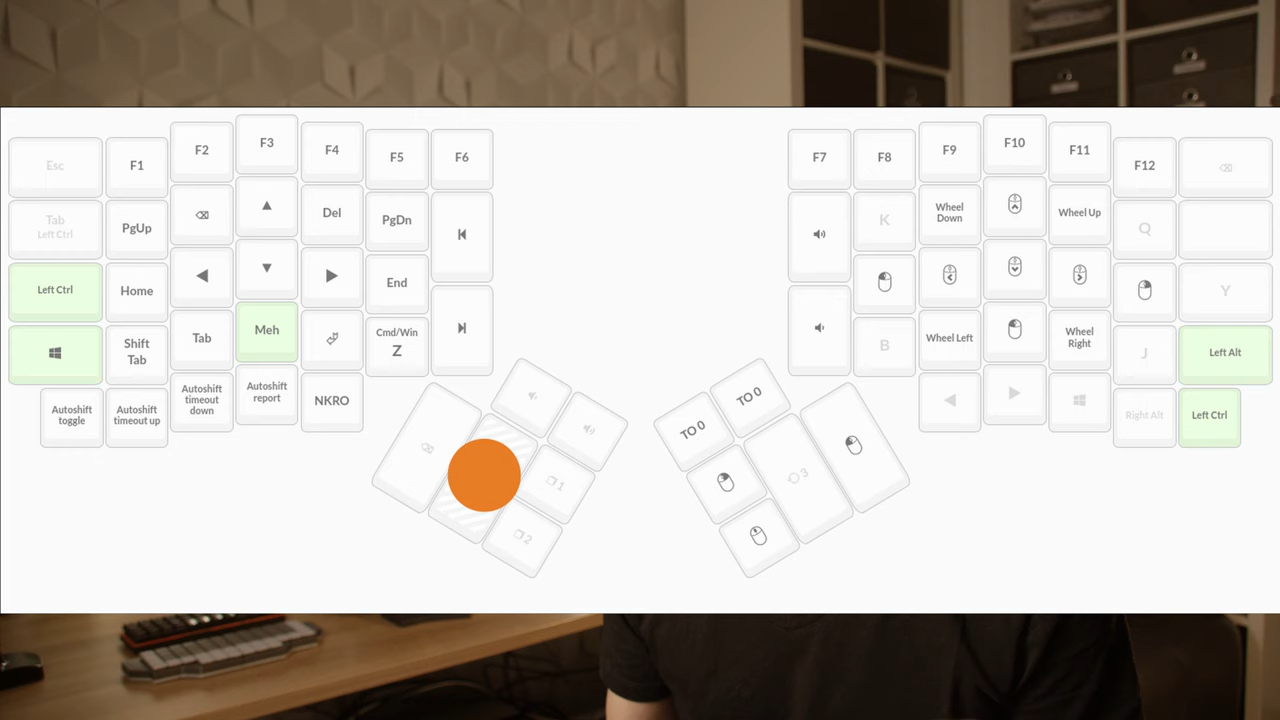 Esc
F1
F2
F3
F4
F5
F6
F7
F8
F9
F10
F11
F12
Tab
Left Ctrl
PgUp
Del
PgDn
K
Wheel
Down
Wheel Up
Q
Left Ctrl
Home
End
Y
Shift
Tab
Tab
Meh
Cmd/Win
Z
B
Wheel Left
Wheel
Right
J
Left Alt
Autoshift
toggle
Autoshift
timeout up
Autoshift
timeout
down
Autoshift
report
NKRO
Right Alt
Left Ctrl
1
2
TO 0
TO 0
3